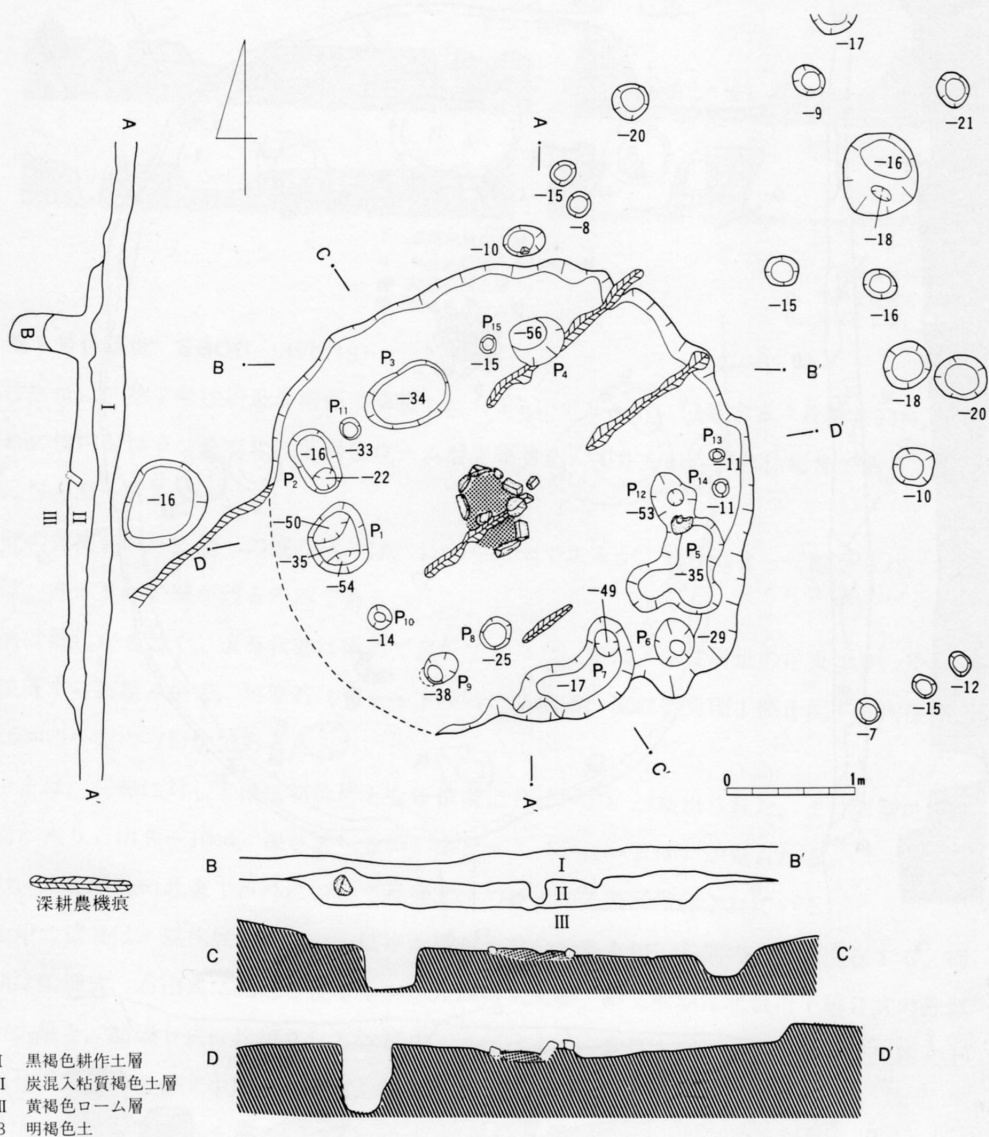 −17
−9
−21
−20
A
A
−15
−8
−16
−18
−10
C
−15
−16
B
B
I
II
III
P₁₅
−15
−56
P₄
B'
P₃
−34
−18
−20
D'
P₁₁
−33
−16
P₂
−22
P₁₃
−11
P₁₄
−11
P₁₂
−53
−10
−16
−50
P₁
−35
−54
D
P₅
−35
−49
P₁₀
−14
P₈
−25
P₆
−29
P₇
−17
−38
P₉
−12
−15
−7
C'
A'
A'
0 1m
深耕農機痕
B I B'
II
III
C C'
D D'
I 黒褐色耕作土層
I 炭混入粘質褐色土層
II 黄褐色ローム層
3 明褐色土